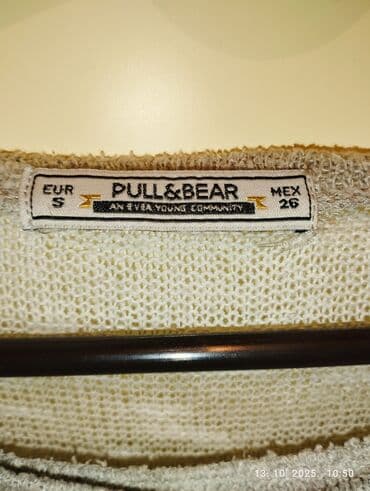 EUR
S
PULL&BEAR
AN EVER YOUNG COMMUNITY
MEX
26
13. 10. 2025. 10:50